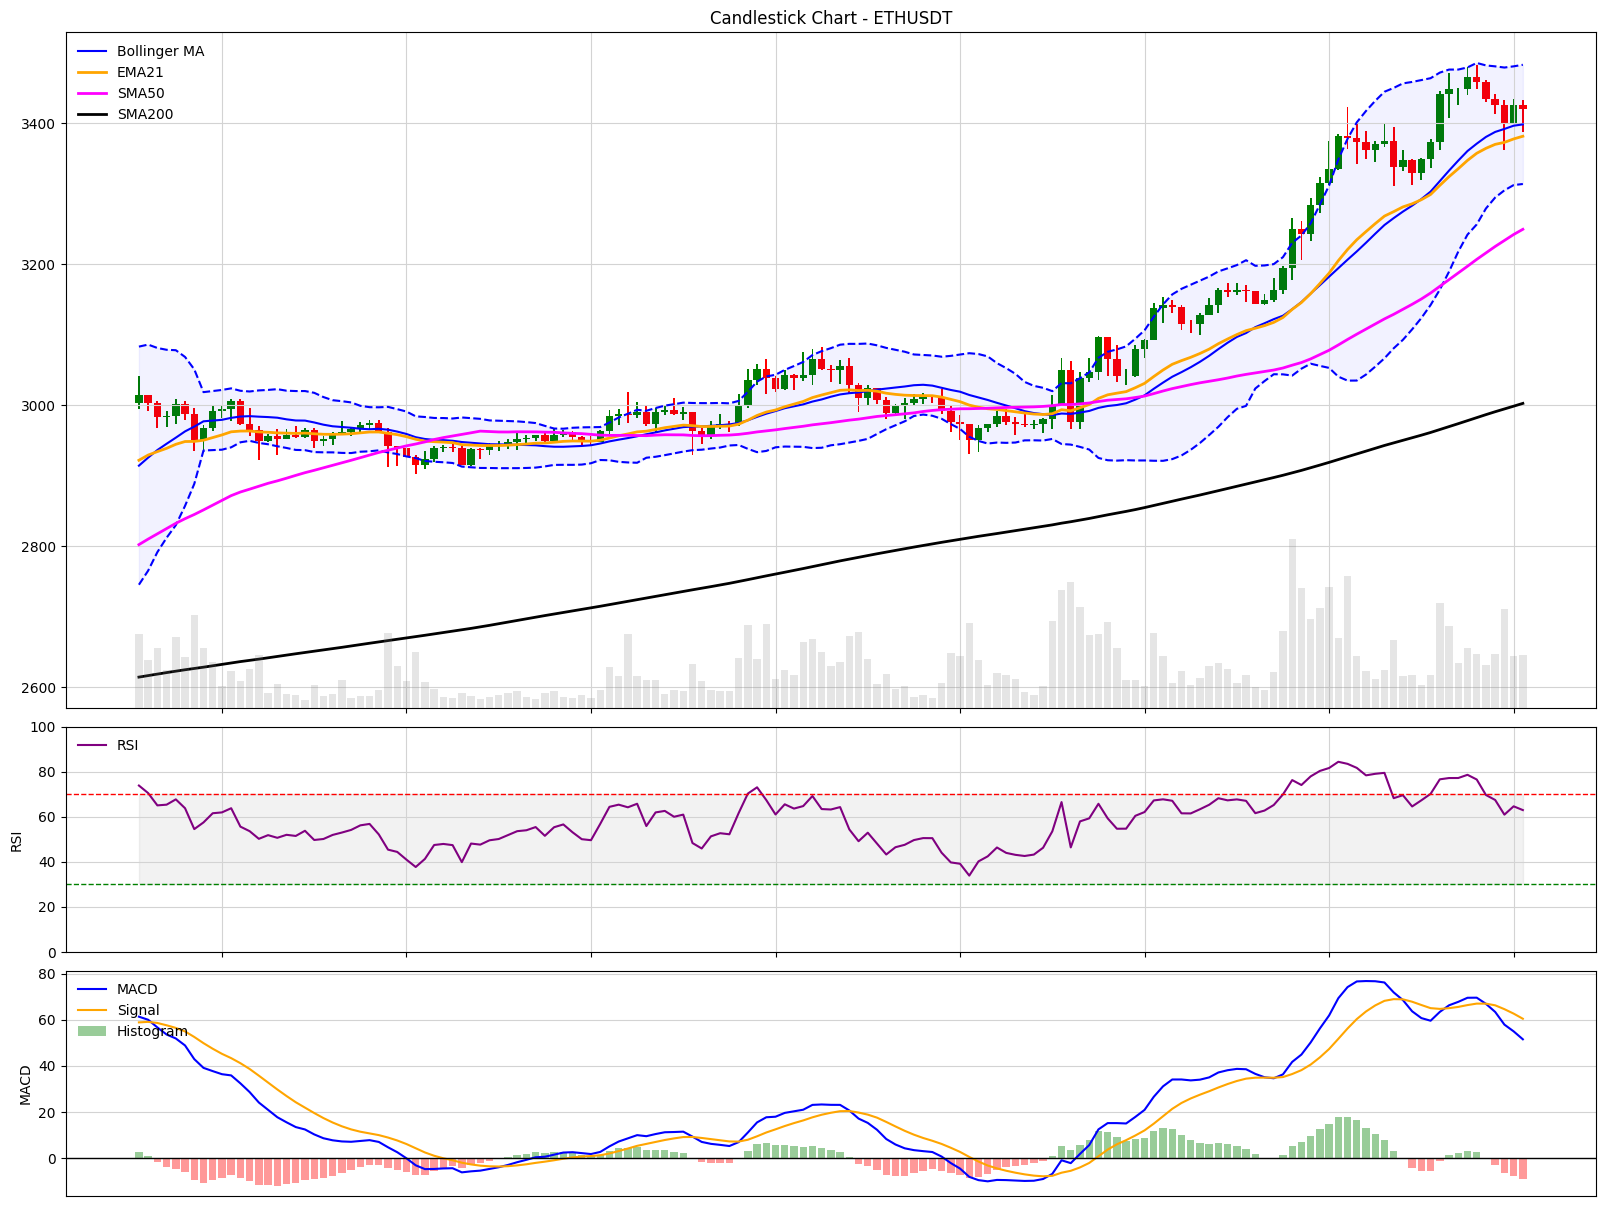 Candlestick Chart - ETHUSDT
Bollinger MA
EMA21
SMA50
SMA200
3400
3200
3000
2800
2600
RSI
100
80
60
40
20
0
RSI
MACD
Signal
Histogram
80
60
40
20
0
MACD